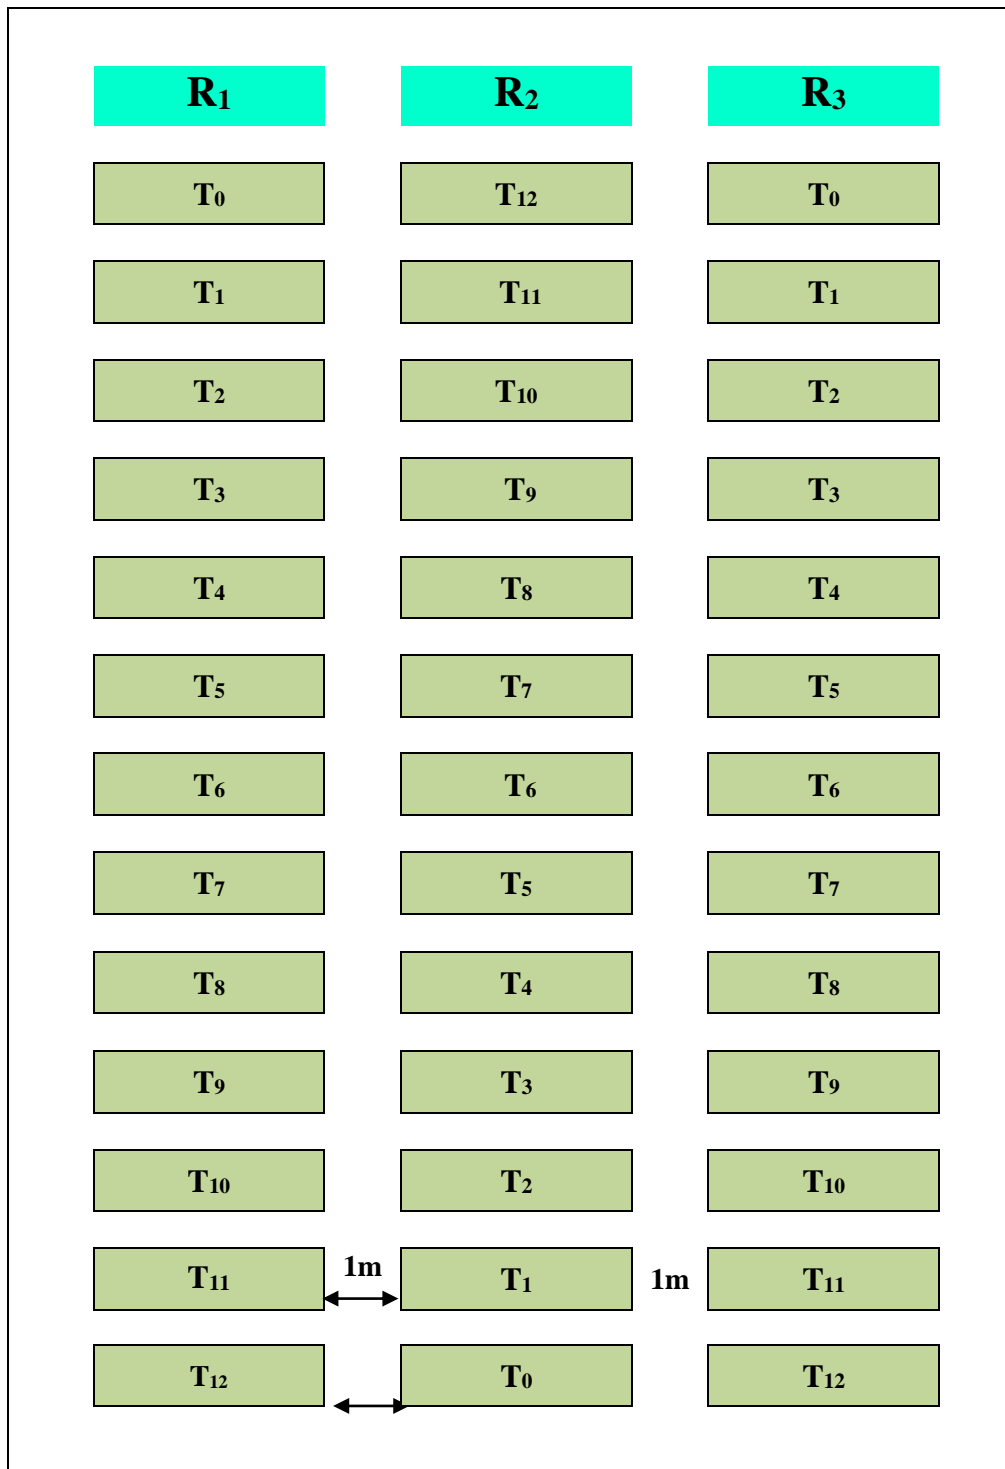 R1 R2 R3
T0 T12 T0
T1 T11 T1
T2 T10 T2
T3 T9 T3
T4 T8 T4
T5 T7 T5
T6 T6 T6
T7 T5 T7
T8 T4 T8
T9 T3 T9
T10 T2 T10
T11 1m T1 1m T11
T12 T0 T12